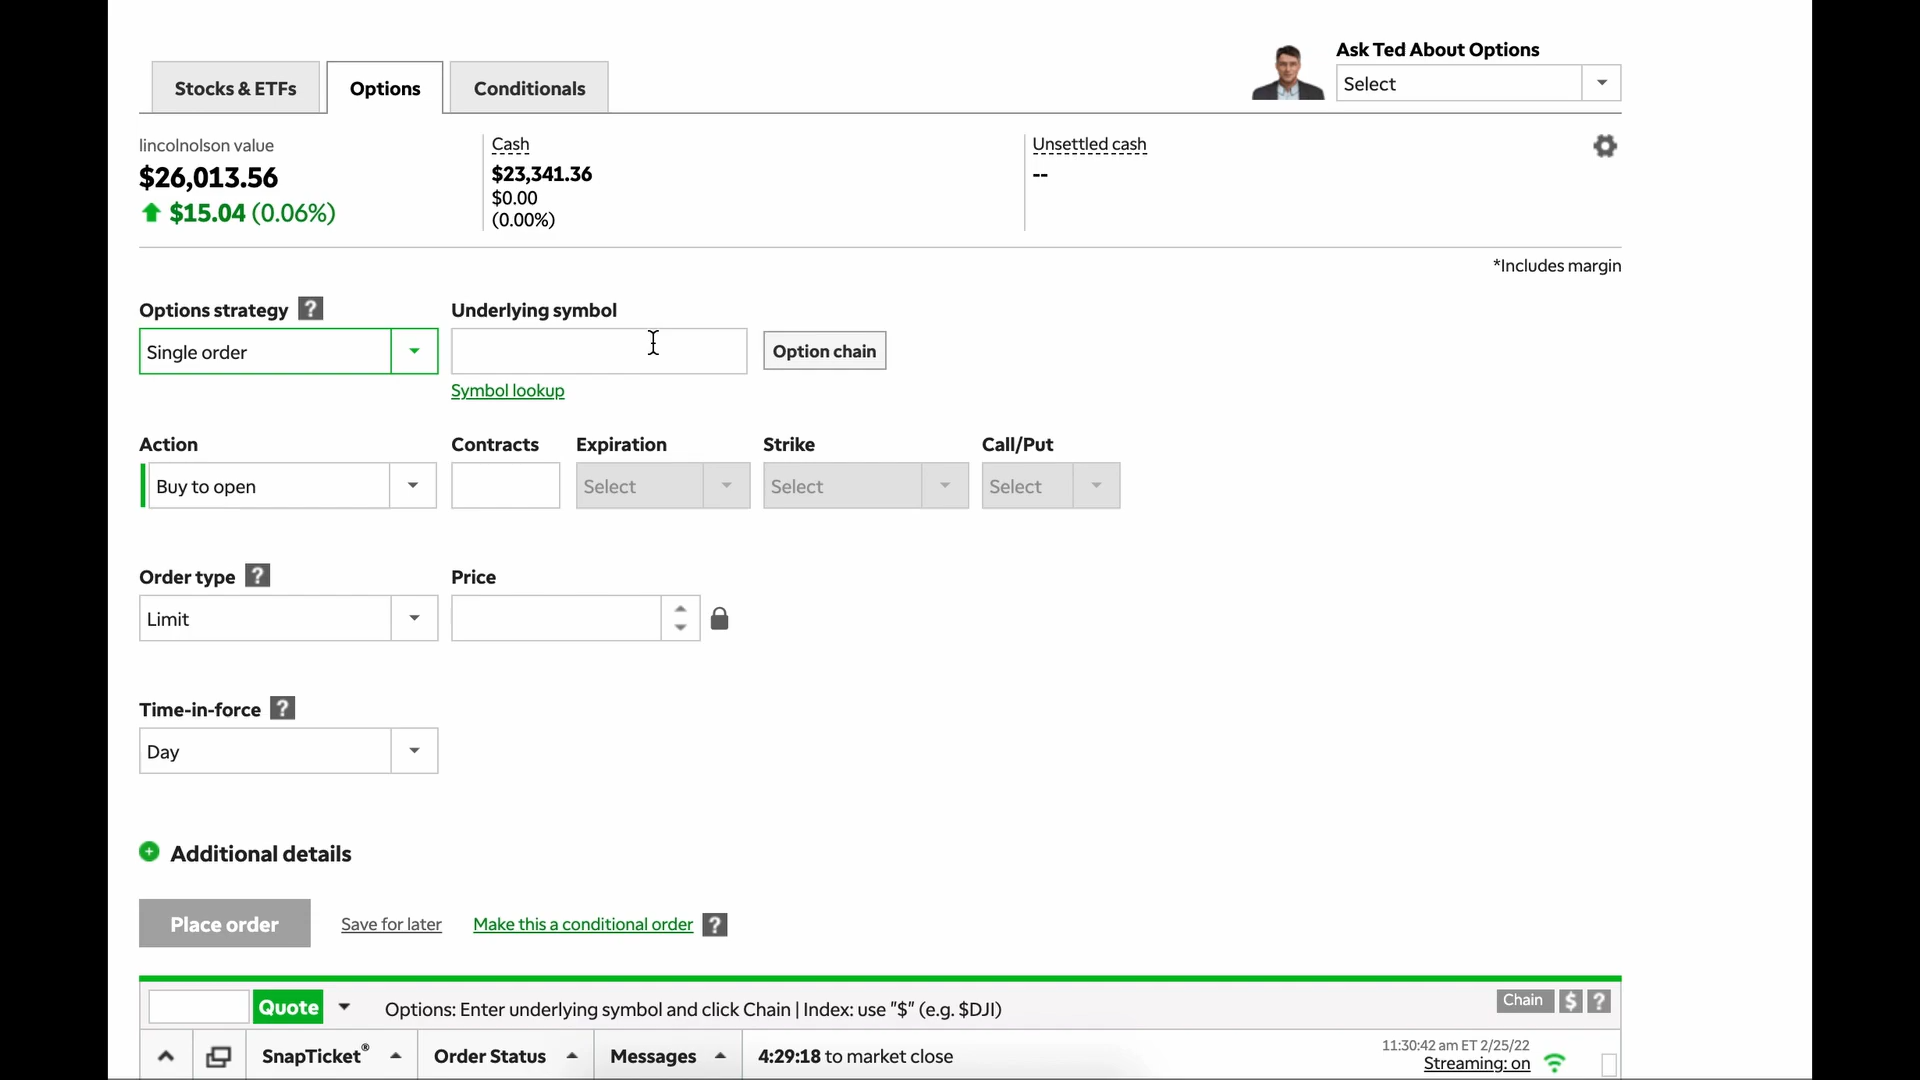 Ask Ted About Options
Stocks & ETFs Options Conditionals Select
lincolnolson value Cash Unsettled cash
$26,013.56 $23,341.36 --
$15.04 (0.06%) $0.00
(0.00%)
*Includes margin
Options strategy ? Underlying symbol
Single order Option chain
Symbol lookup
Action Contracts Expiration Strike Call/Put
Buy to open Select Select Select
Order type ? Price
Limit
Time-in-force ?
Day
+ Additional details
Place order Save for later Make this a conditional order ?
Quote Options: Enter underlying symbol and click Chain | Index: use "$" (e.g. $DJI) Chain $ ?
SnapTicket® Order Status Messages 4:29:18 to market close 11:30:42 am ET 2/25/22
Streaming: on